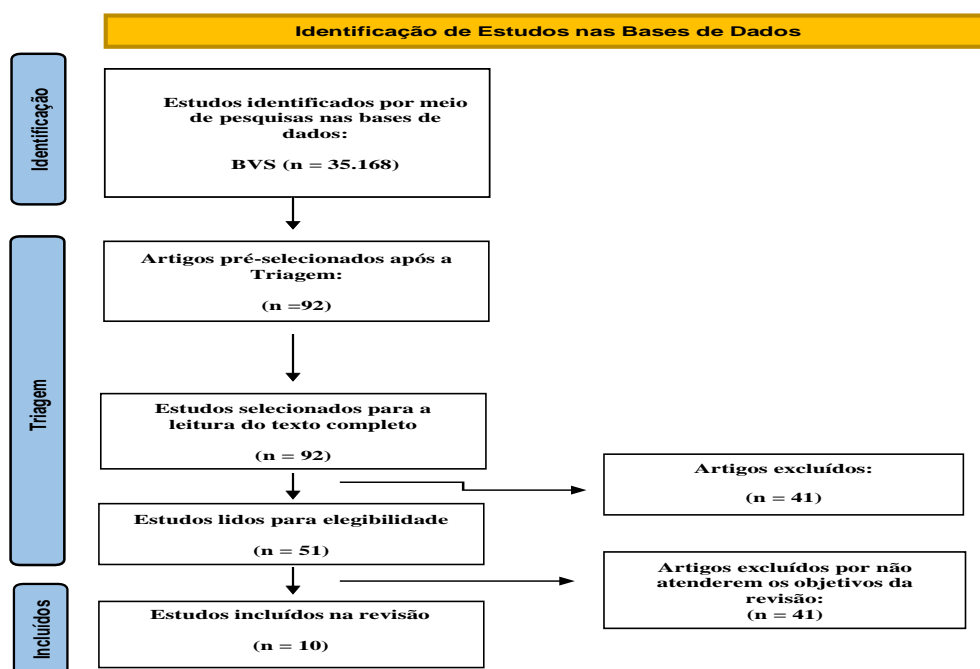 Identificação de Estudos nas Bases de Dados
Identificação
Estudos identificados por meio
de pesquisas nas bases de
dados:
BVS (n = 35.168)
Triagem
Artigos pré-selecionados após a
Triagem:
(n =92)
Estudos selecionados para a
leitura do texto completo
(n = 92)
Artigos excluídos:
(n = 41)
Estudos lidos para elegibilidade
(n = 51)
Artigos excluídos por não
atenderem os objetivos da
revisão:
(n = 41)
Incluídos
Estudos incluídos na revisão
(n = 10)